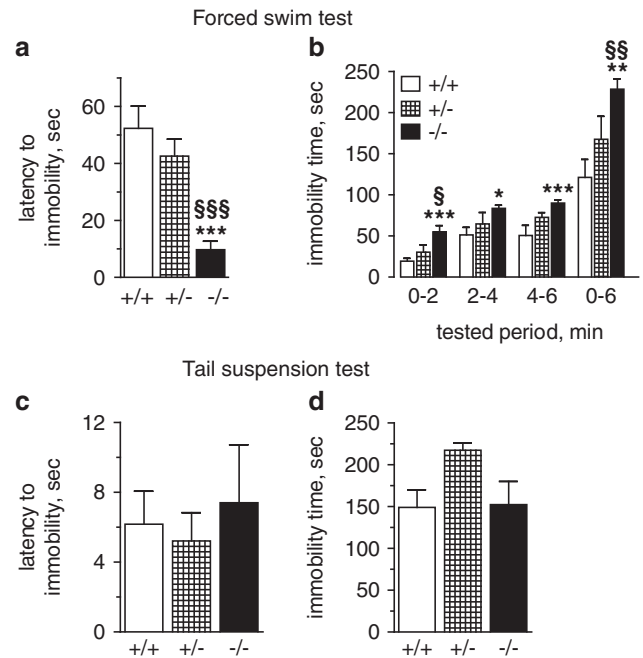 Forced swim test
a
latency to
immobility, sec
60
40
20
0
§§§
***
+/+ +/- -/-
b
immobility time, sec
250
200
150
100
50
0
+/+
+/-
-/-
§
***
*
***
§§
**
0-2 2-4 4-6 0-6
tested period, min
Tail suspension test
c
latency to
immobility, sec
12
8
4
0
+/+ +/- -/-
d
immobility time, sec
250
200
150
100
50
0
+/+ +/- -/-